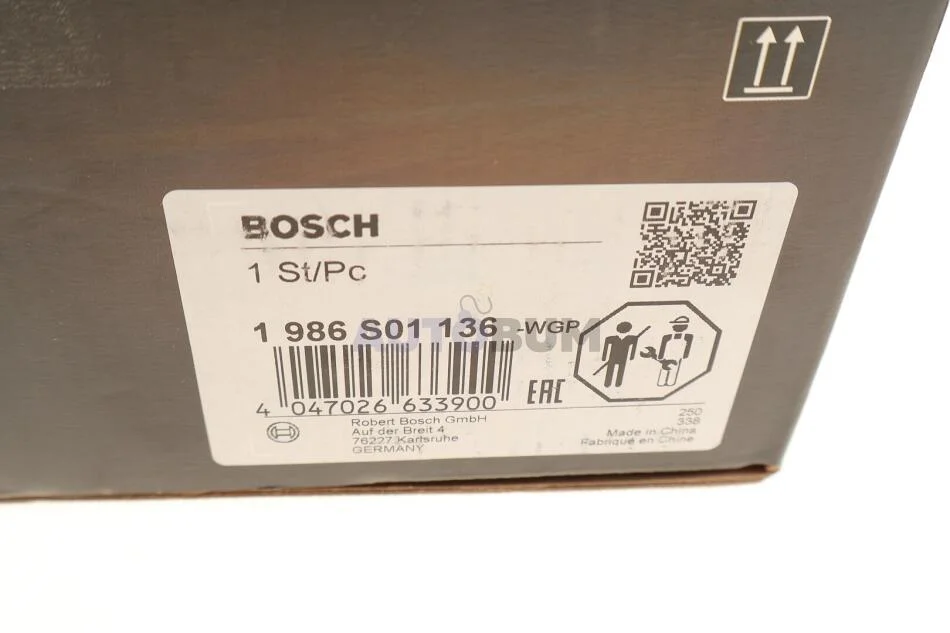 BOSCH
1 St/Pc
1 986 S01 136 -WGP
AUTOBUM
4 047026 633900
EAC
Robert Bosch GmbH
Auf der Breit 4
76227 Karlsruhe
GERMANY
250
338
Made in China
Fabriqué en Chine